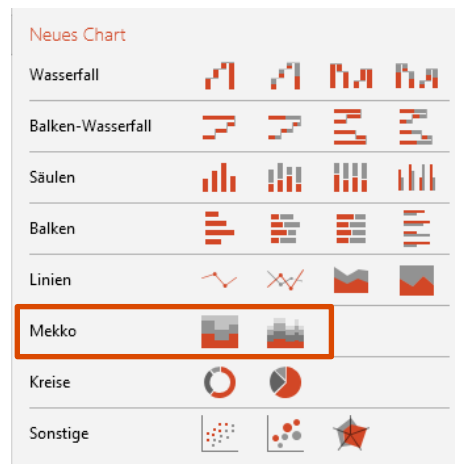 Neues Chart
Wasserfall
Balken-Wasserfall
Säulen
Balken
Linien
Mekko
Kreise
Sonstige